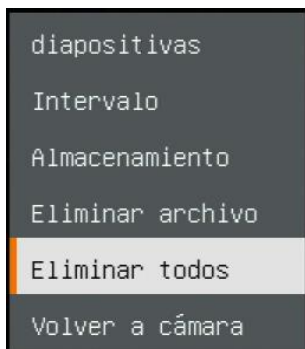 diapositivas
Intervalo
Almacenamiento
Eliminar archivo
Eliminar todos
Volver a cámara